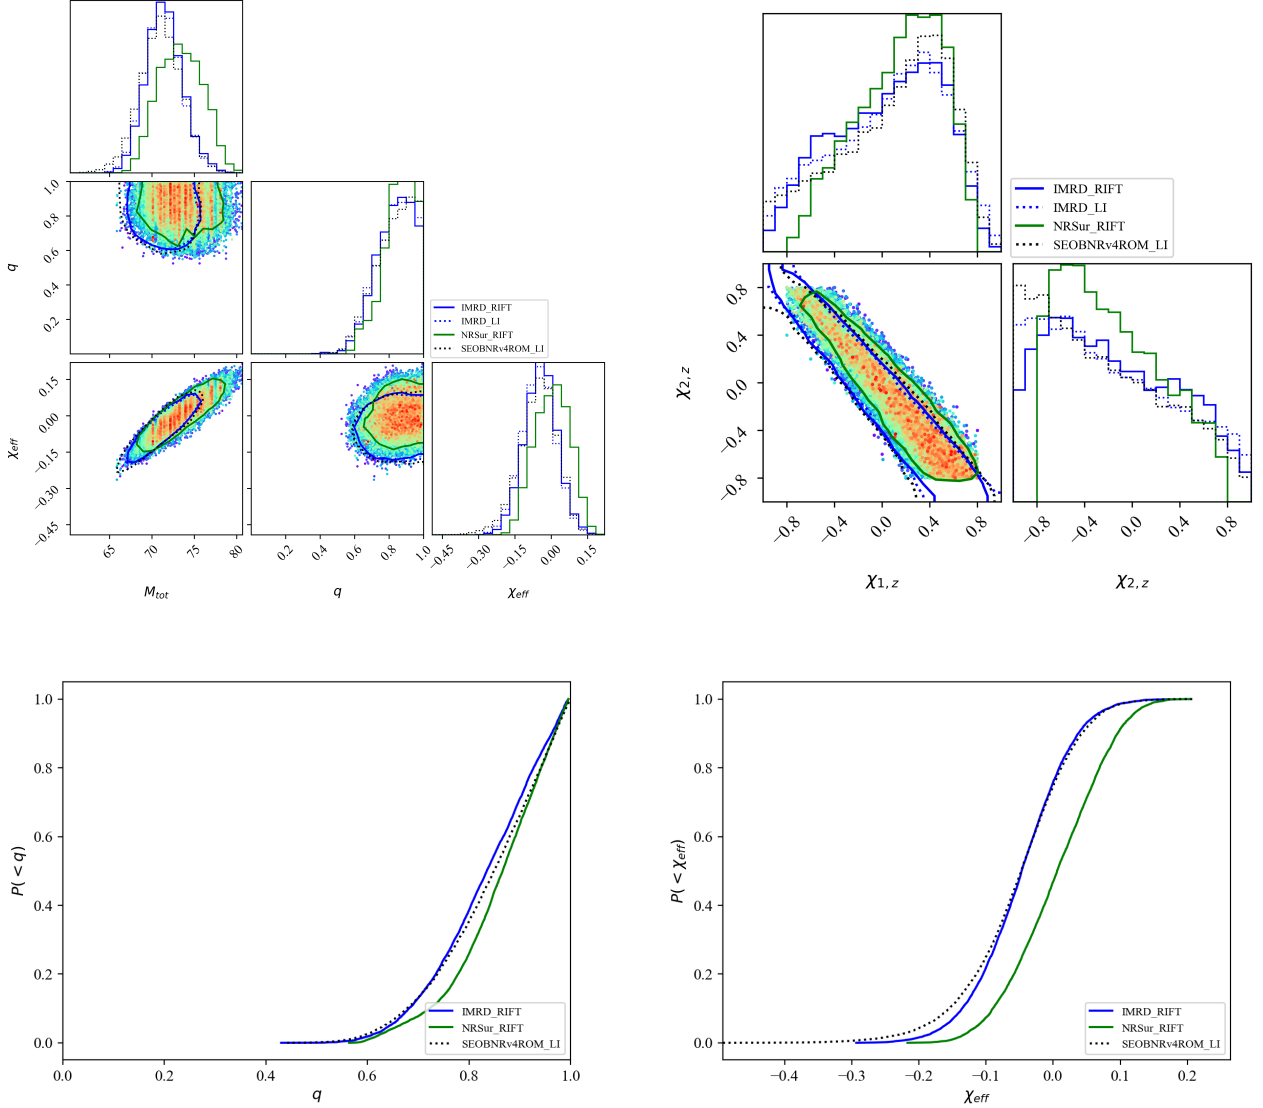 1.0
0.8
0.6
0.4
0.2
q
IMRD_RIFT
IMRD_LI
NRSur_RIFT
SEOBNRv4ROM_LI
0.15
0.00
−0.15
−0.30
−0.45
χeff
65 70 75 80
Mtot
0.2 0.4 0.6 0.8 1.0
q
−0.45 −0.30 −0.15 0.00 0.15
χeff
IMRD_RIFT
IMRD_LI
NRSur_RIFT
SEOBNRv4ROM_LI
0.8
0.4
0.0
−0.4
−0.8
χ2, z
−0.8 −0.4 0.0 0.4 0.8
χ1, z
−0.8 −0.4 0.0 0.4 0.8
χ2, z
1.0
0.8
0.6
0.4
0.2
0.0
P( < q)
IMRD_RIFT
NRSur_RIFT
SEOBNRv4ROM_LI
0.0 0.2 0.4 0.6 0.8 1.0
q
1.0
0.8
0.6
0.4
0.2
0.0
P( < χeff)
IMRD_RIFT
NRSur_RIFT
SEOBNRv4ROM_LI
−0.4 −0.3 −0.2 −0.1 0.0 0.1 0.2
χeff